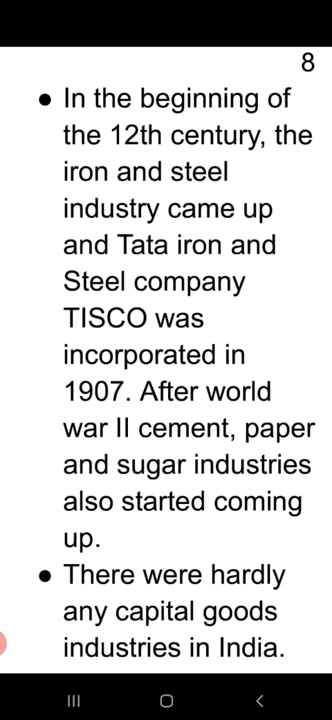 8
● In the beginning of
the 12th century, the
iron and steel
industry came up
and Tata iron and
Steel company
TISCO was
incorporated in
1907. After world
war II cement, paper
and sugar industries
also started coming
up.
● There were hardly
any capital goods
industries in India.